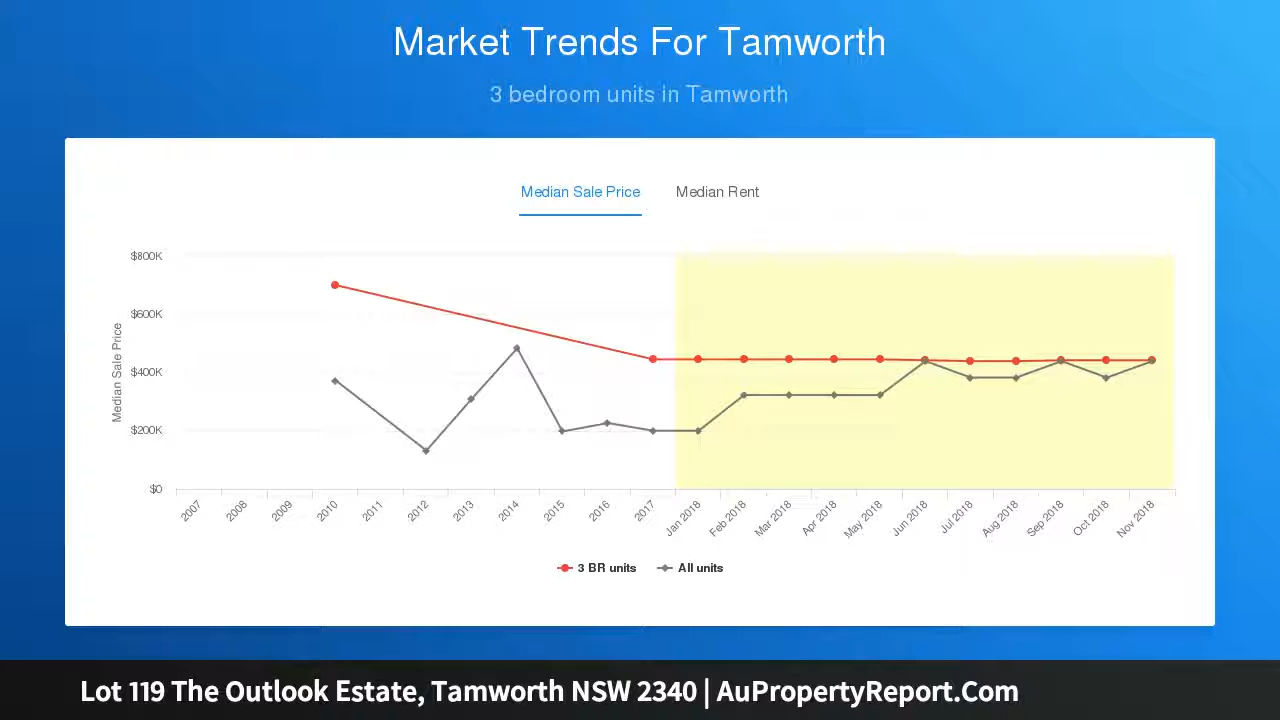 Market Trends For Tamworth
3 bedroom units in Tamworth
Median Sale Price
Median Rent
Median Sale Price
$800K
$600K
$400K
$200K
$0
2007
2008
2009
2010
2011
2012
2013
2014
2015
2016
2017
Jan 2018
Feb 2018
Mar 2018
Apr 2018
May 2018
Jun 2018
Jul 2018
Aug 2018
Sep 2018
Oct 2018
Nov 2018
3 BR units
All units
Lot 119 The Outlook Estate, Tamworth NSW 2340 | AuPropertyReport.Com